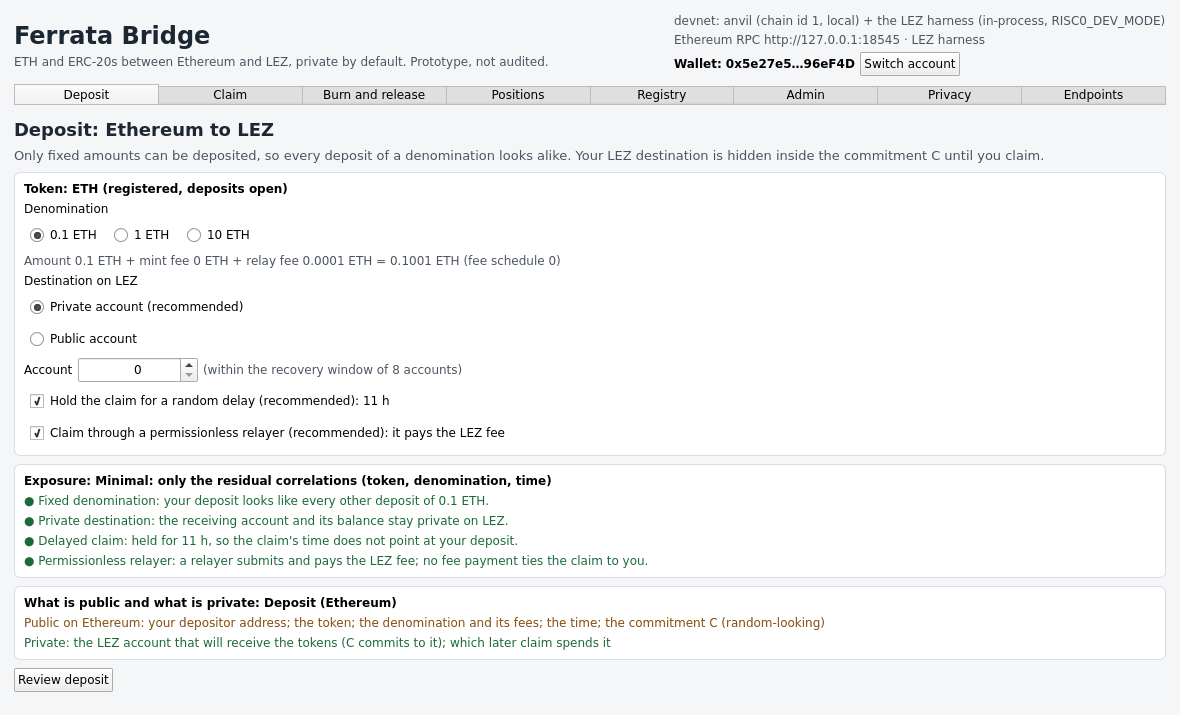 Ferrata Bridge
ETH and ERC-20s between Ethereum and LEZ, private by default. Prototype, not audited.
devnet: anvil (chain id 1, local) + the LEZ harness (in-process, RISC0_DEV_MODE)
Ethereum RPC http://127.0.0.1:18545 · LEZ harness
Wallet: 0x5e27e5…96eF4D Switch account
Deposit Claim Burn and release Positions Registry Admin Privacy Endpoints
Deposit: Ethereum to LEZ
Only fixed amounts can be deposited, so every deposit of a denomination looks alike. Your LEZ destination is hidden inside the commitment C until you claim.
Token: ETH (registered, deposits open)
Denomination
0.1 ETH 1 ETH 10 ETH
Amount 0.1 ETH + mint fee 0 ETH + relay fee 0.0001 ETH = 0.1001 ETH (fee schedule 0)
Destination on LEZ
Private account (recommended)
Public account
Account 0 (within the recovery window of 8 accounts)
Hold the claim for a random delay (recommended): 11 h
Claim through a permissionless relayer (recommended): it pays the LEZ fee
Exposure: Minimal: only the residual correlations (token, denomination, time)
● Fixed denomination: your deposit looks like every other deposit of 0.1 ETH.
● Private destination: the receiving account and its balance stay private on LEZ.
● Delayed claim: held for 11 h, so the claim's time does not point at your deposit.
● Permissionless relayer: a relayer submits and pays the LEZ fee; no fee payment ties the claim to you.
What is public and what is private: Deposit (Ethereum)
Public on Ethereum: your depositor address; the token; the denomination and its fees; the time; the commitment C (random-looking)
Private: the LEZ account that will receive the tokens (C commits to it); which later claim spends it
Review deposit